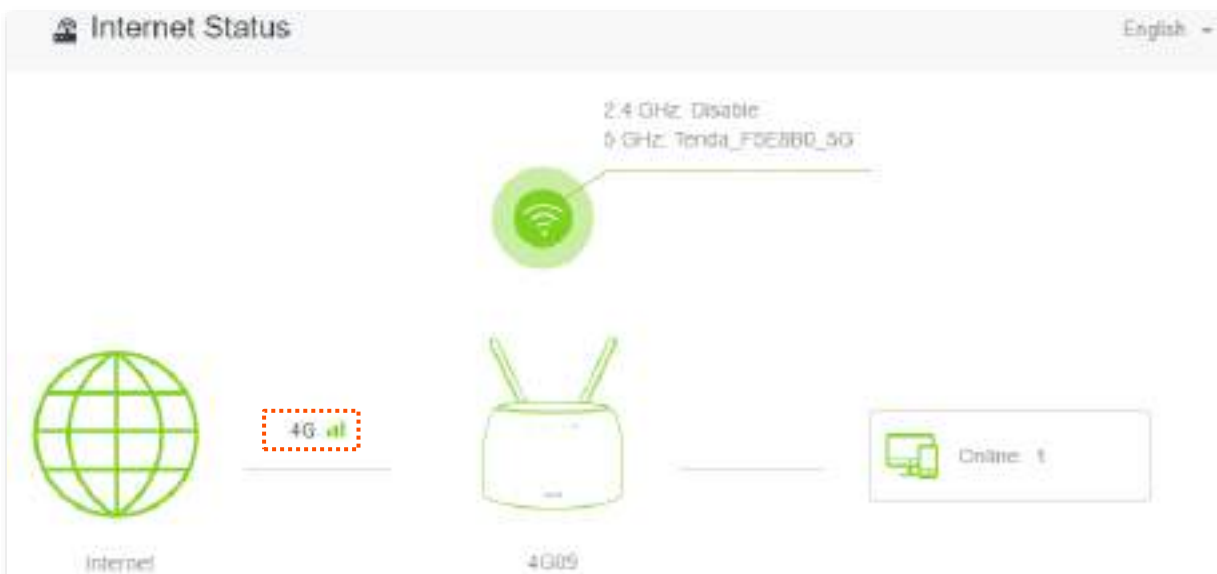 Internet Status
English
2.4 GHz: Disable
5 GHz: Tenda_F5E8B0_5G
4G
Online: 1
Internet
4G09